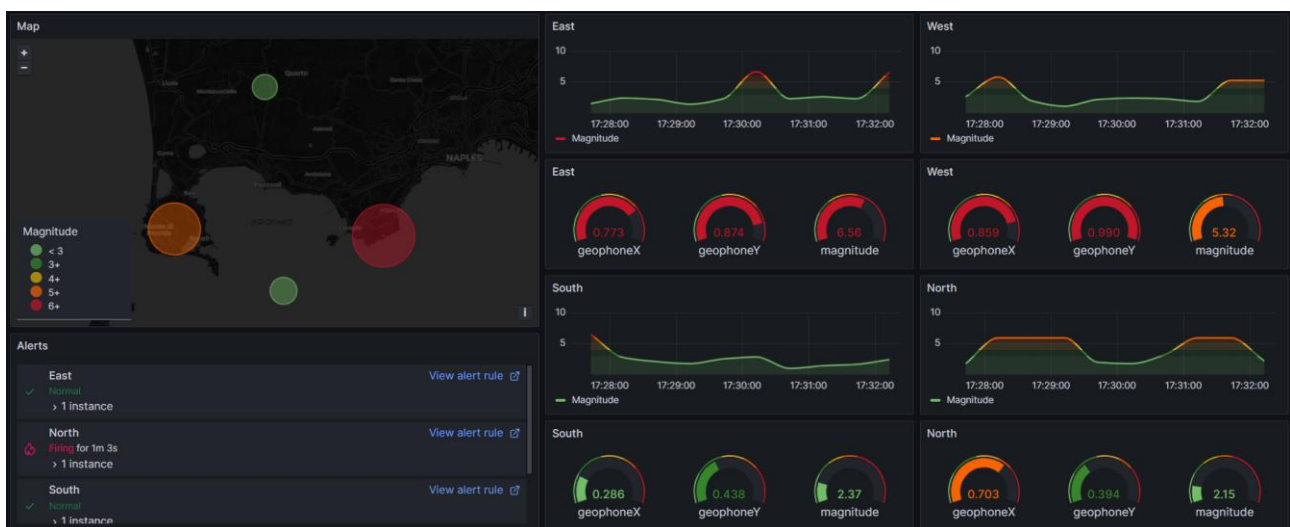 Map
+
−
Quarto
NAPLES
Magnitude
< 3
3+
4+
5+
6+
i
Alerts
East
Normal
> 1 instance
View alert rule
North
Firing for 1m 3s
> 1 instance
View alert rule
South
Normal
> 1 instance
View alert rule
East
10
5
17:28:00 17:29:00 17:30:00 17:31:00 17:32:00
Magnitude
West
10
5
17:28:00 17:29:00 17:30:00 17:31:00 17:32:00
Magnitude
East
0.773 0.874 6.56
geophoneX geophoneY magnitude
West
0.859 0.990 5.32
geophoneX geophoneY magnitude
South
10
5
17:28:00 17:29:00 17:30:00 17:31:00 17:32:00
Magnitude
North
10
5
17:28:00 17:29:00 17:30:00 17:31:00 17:32:00
Magnitude
South
0.286 0.438 2.37
geophoneX geophoneY magnitude
North
0.703 0.394 2.15
geophoneX geophoneY magnitude